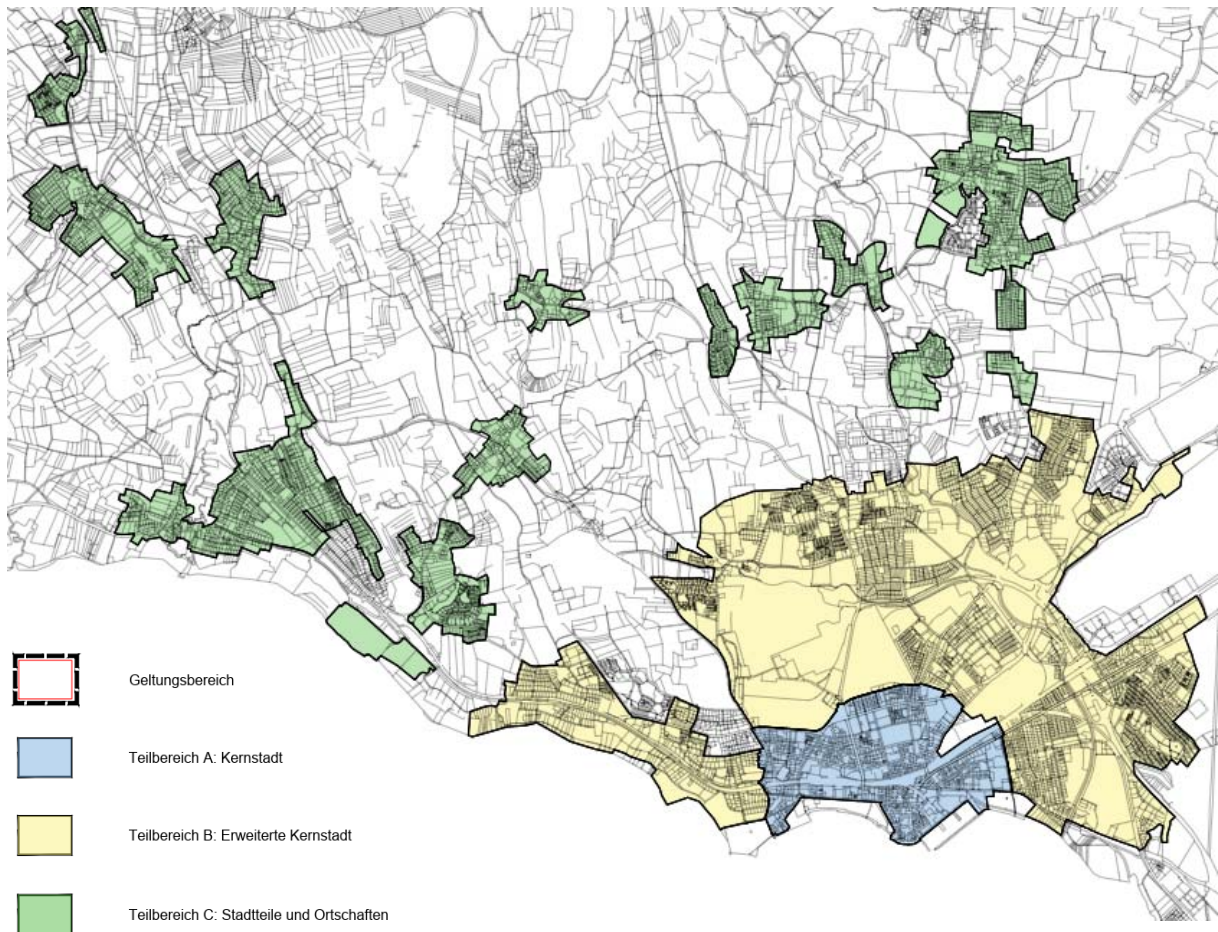 Geltungsbereich
Teilbereich A: Kernstadt
Teilbereich B: Erweiterte Kernstadt
Teilbereich C: Stadtteile und Ortschaften